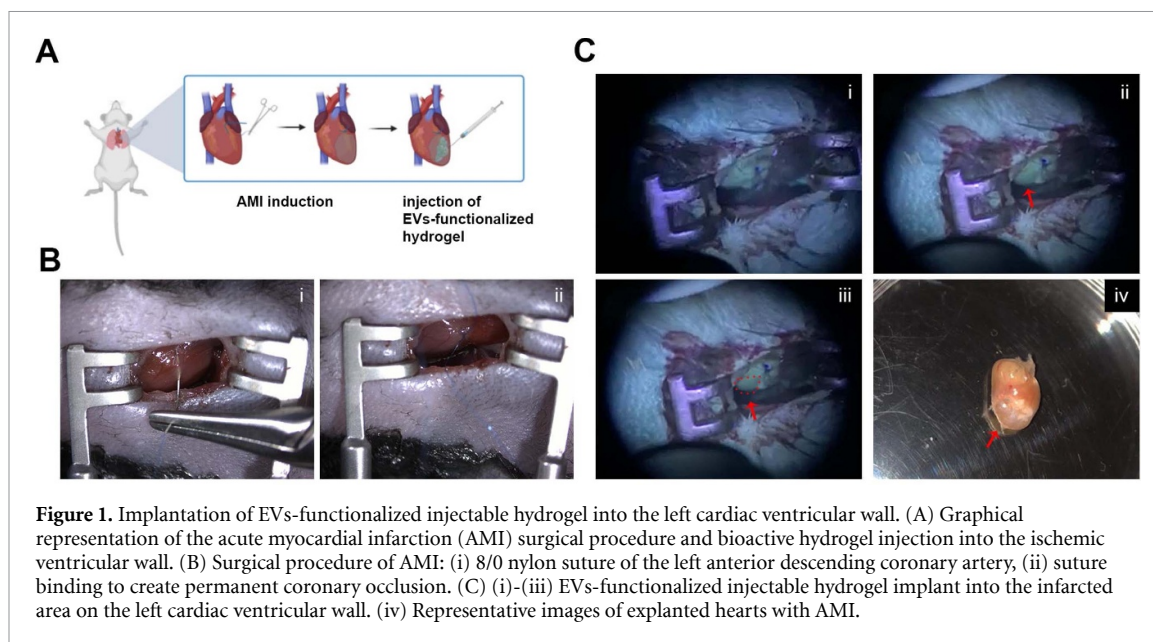 A
AMI induction
injection of
EVs-functionalized
hydrogel
B
i
ii
C
i
ii
iii
iv
Figure 1. Implantation of EVs-functionalized injectable hydrogel into the left cardiac ventricular wall. (A) Graphical
representation of the acute myocardial infarction (AMI) surgical procedure and bioactive hydrogel injection into the ischemic
ventricular wall. (B) Surgical procedure of AMI: (i) 8/0 nylon suture of the left anterior descending coronary artery, (ii) suture
binding to create permanent coronary occlusion. (C) (i)-(iii) EVs-functionalized injectable hydrogel implant into the infarcted
area on the left cardiac ventricular wall. (iv) Representative images of explanted hearts with AMI.